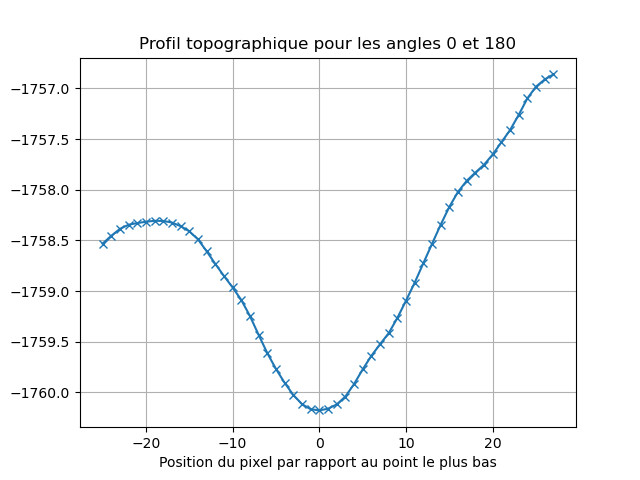 Profil topographique pour les angles 0 et 180
−1757.0
−1757.5
−1758.0
−1758.5
−1759.0
−1759.5
−1760.0
−20 −10 0 10 20
Position du pixel par rapport au point le plus bas